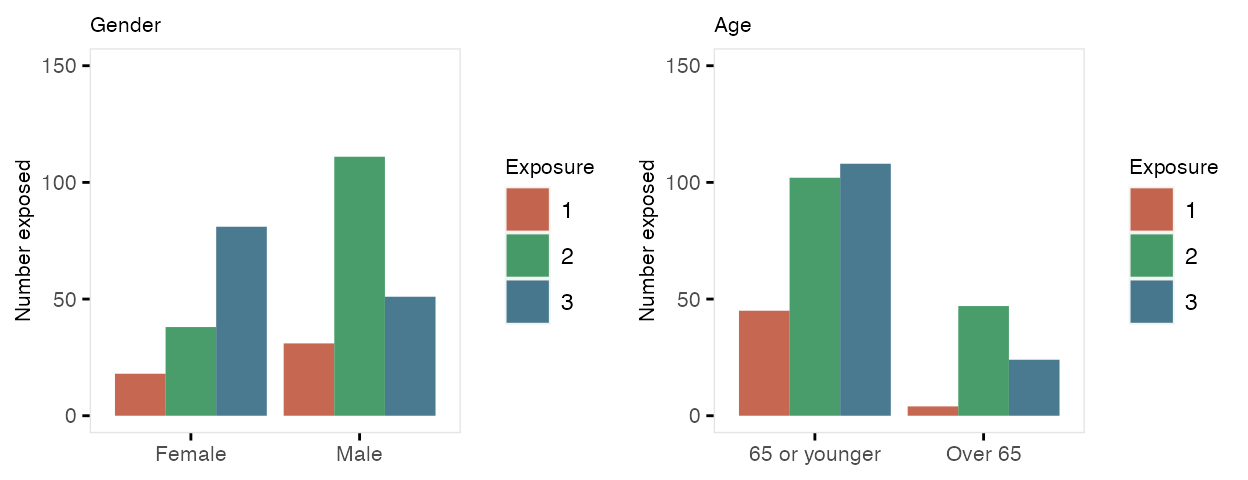 Gender
150
100
50
0
Number exposed
Female Male
Exposure
1
2
3
Age
150
100
50
0
Number exposed
65 or younger Over 65
Exposure
1
2
3